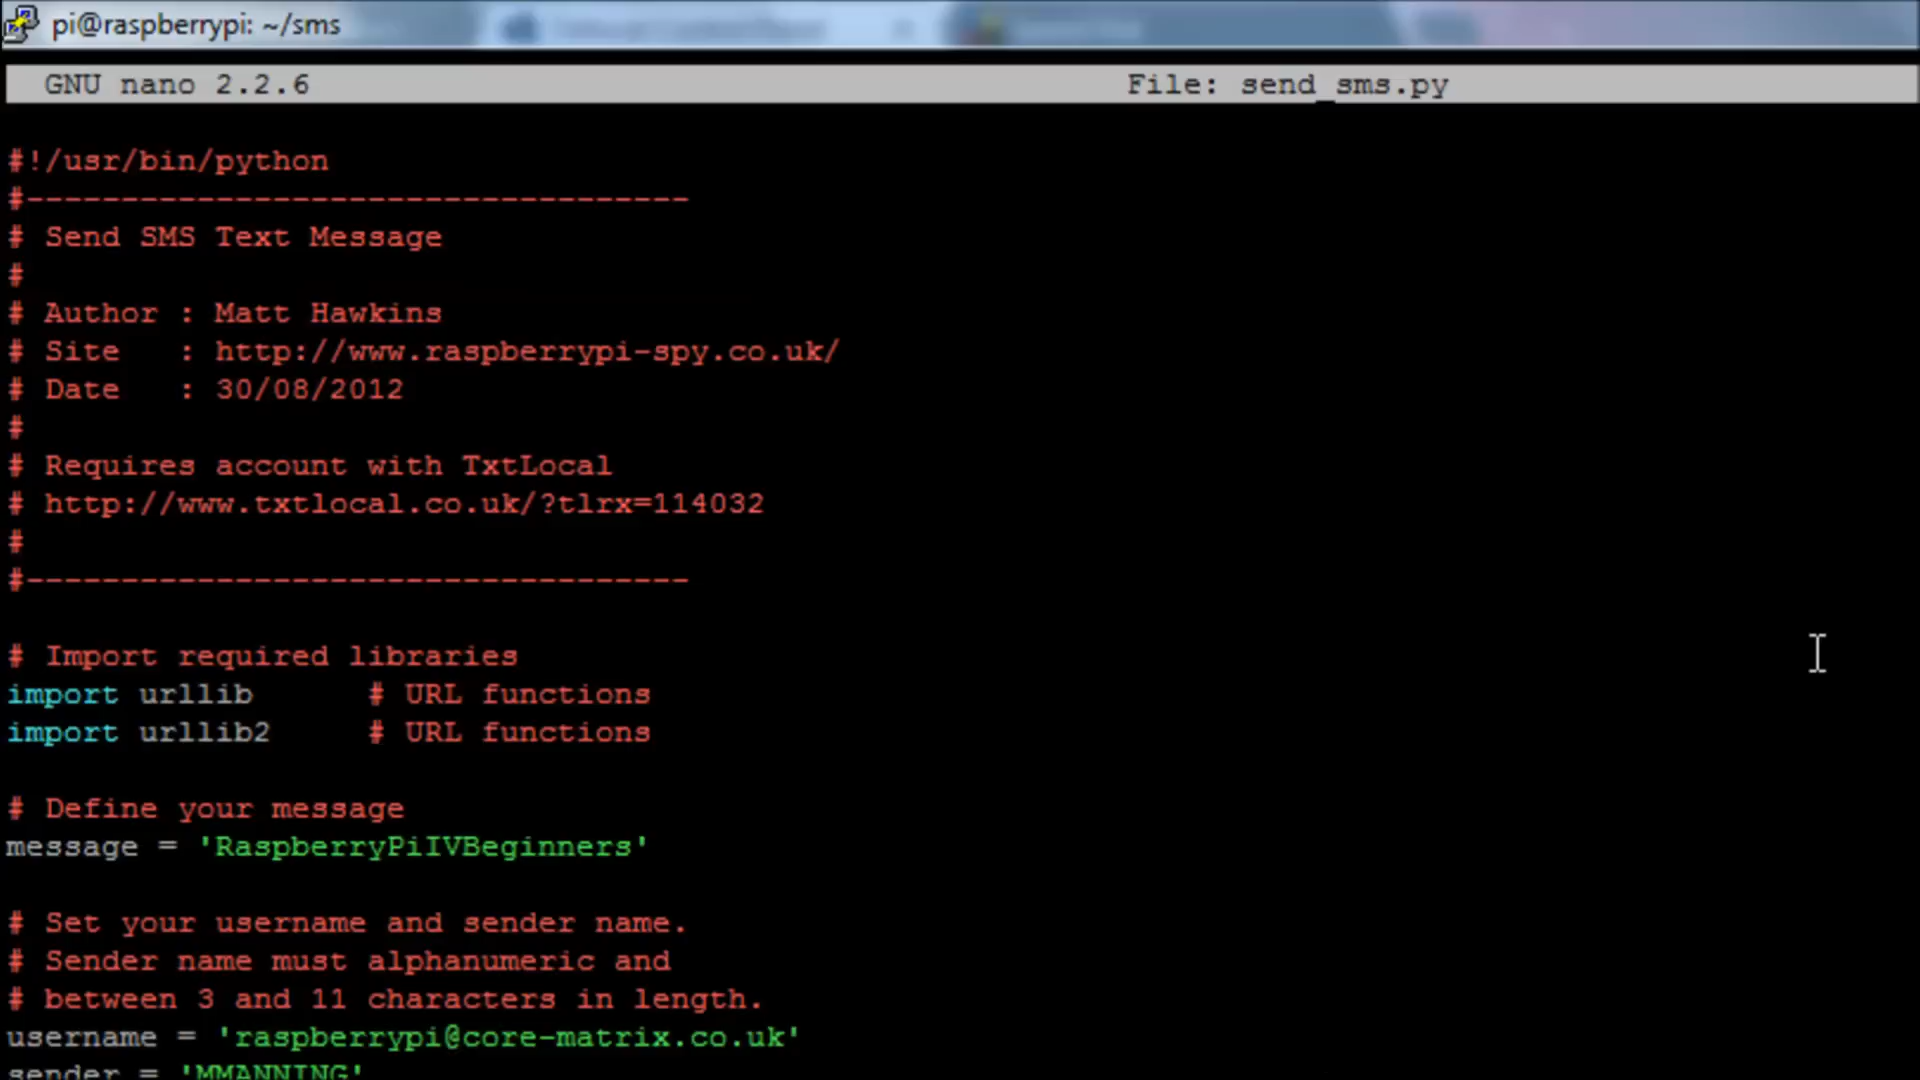 pi@raspberrypi: ~/sms
GNU nano 2.2.6 File: send_sms.py
#!/usr/bin/python
#-----------------------------------
# Send SMS Text Message
#
# Author : Matt Hawkins
# Site   : http://www.raspberrypi-spy.co.uk/
# Date   : 30/08/2012
#
# Requires account with TxtLocal
# http://www.txtlocal.co.uk/?tlrx=114032
#
#-----------------------------------
# Import required libraries
import urllib      # URL functions
import urllib2     # URL functions
# Define your message
message = 'RaspberryPiIVBeginners'
# Set your username and sender name.
# Sender name must alphanumeric and
# between 3 and 11 characters in length.
username = 'raspberrypi@core-matrix.co.uk'
sender = 'MMANNING'